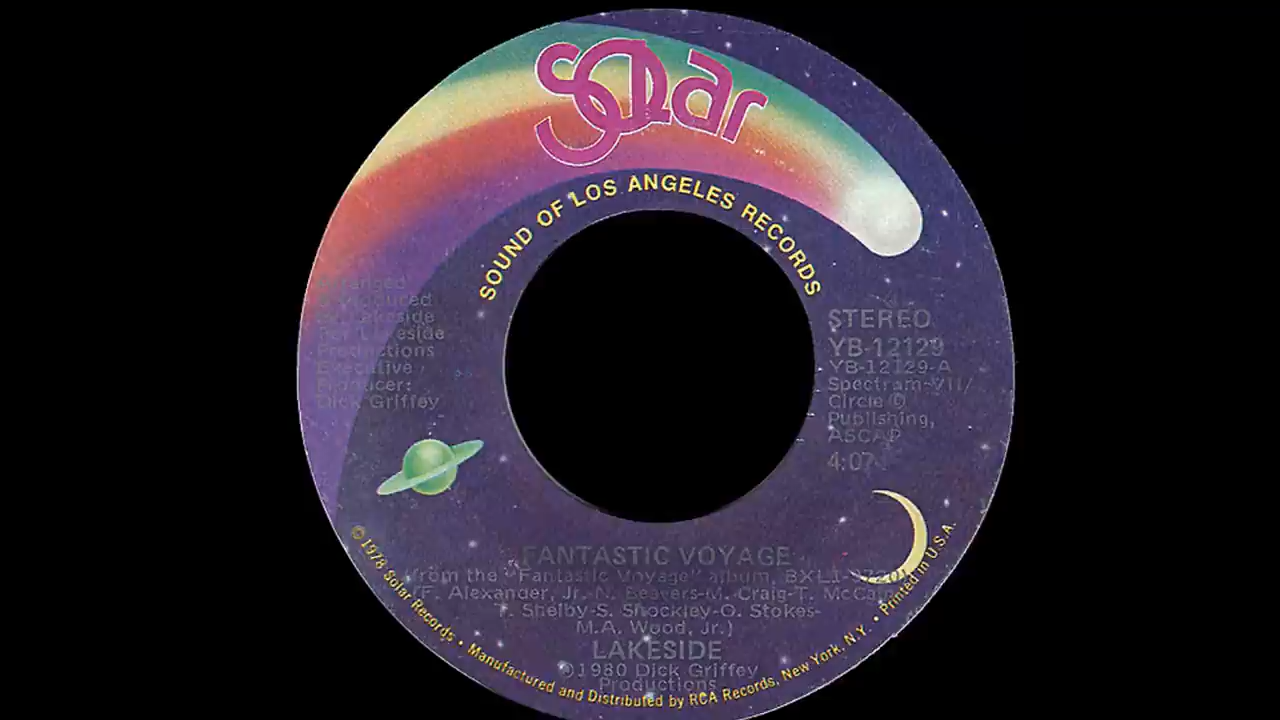 Solar
SOUND OF LOS ANGELES RECORDS
Arranged
& Produced
by Lakeside
for Lakeside
Productions
Executive
Producer:
Dick Griffey
STEREO
YB-12129
YB-12129-A
Spectrum-VII/
Circle ©
Publishing,
ASCAP
4:07
FANTASTIC VOYAGE
(from the "Fantastic Voyage" album, BXL1-3720)
(F. Alexander, Jr.-N. Beavers-M. Craig-T. McCain-
T. Shelby-S. Shockley-O. Stokes-
M.A. Wood, Jr.)
LAKESIDE
©1980 Dick Griffey
Productions
© 1978 Solar Records • Manufactured and Distributed by RCA Records, New York, N.Y. • Printed in U.S.A.